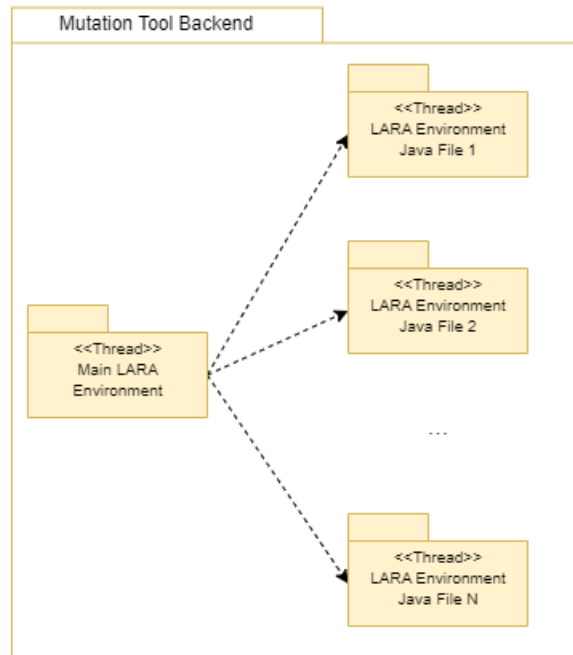 Mutation Tool Backend
<<Thread>>
LARA Environment
Java File 1
<<Thread>>
LARA Environment
Java File 2
<<Thread>>
Main LARA
Environment
...
<<Thread>>
LARA Environment
Java File N